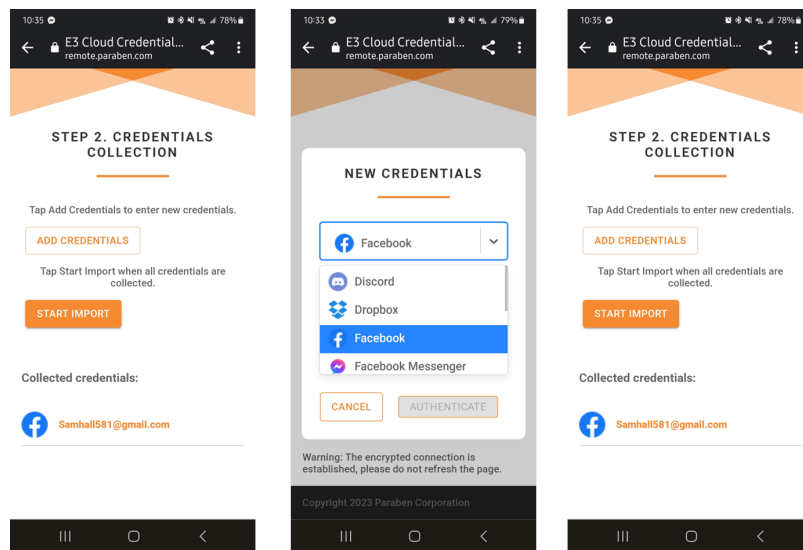 10:35
78%
E3 Cloud Credential...
remote.paraben.com
STEP 2. CREDENTIALS
COLLECTION
Tap Add Credentials to enter new credentials.
ADD CREDENTIALS
Tap Start Import when all credentials are
collected.
START IMPORT
Collected credentials:
Samhall581@gmail.com
10:33
79%
E3 Cloud Credential...
remote.paraben.com
NEW CREDENTIALS
Facebook
Discord
Dropbox
Facebook
Facebook Messenger
CANCEL
AUTHENTICATE
Warning: The encrypted connection is
established, please do not refresh the page.
Copyright 2023 Paraben Corporation
10:35
78%
E3 Cloud Credential...
remote.paraben.com
STEP 2. CREDENTIALS
COLLECTION
Tap Add Credentials to enter new credentials.
ADD CREDENTIALS
Tap Start Import when all credentials are
collected.
START IMPORT
Collected credentials:
Samhall581@gmail.com